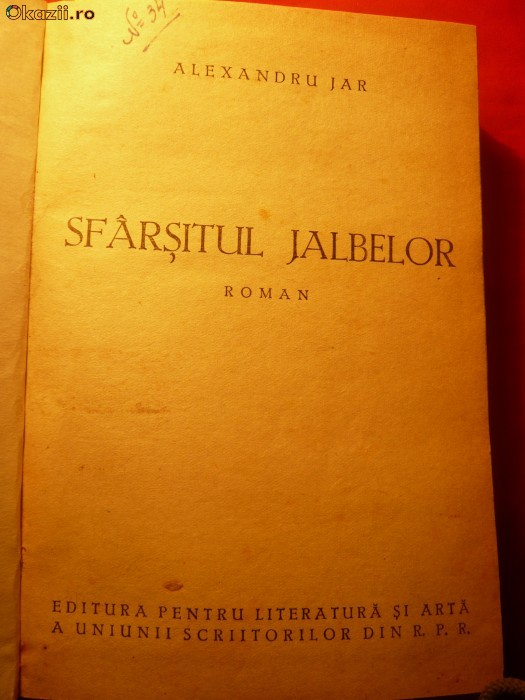 Okazii.ro
No 34
ALEXANDRU JAR
SFÂRȘITUL JALBELOR
ROMAN
EDITURA PENTRU LITERATURĂ ȘI ARTĂ
A UNIUNII SCRIITORILOR DIN R. P. R.